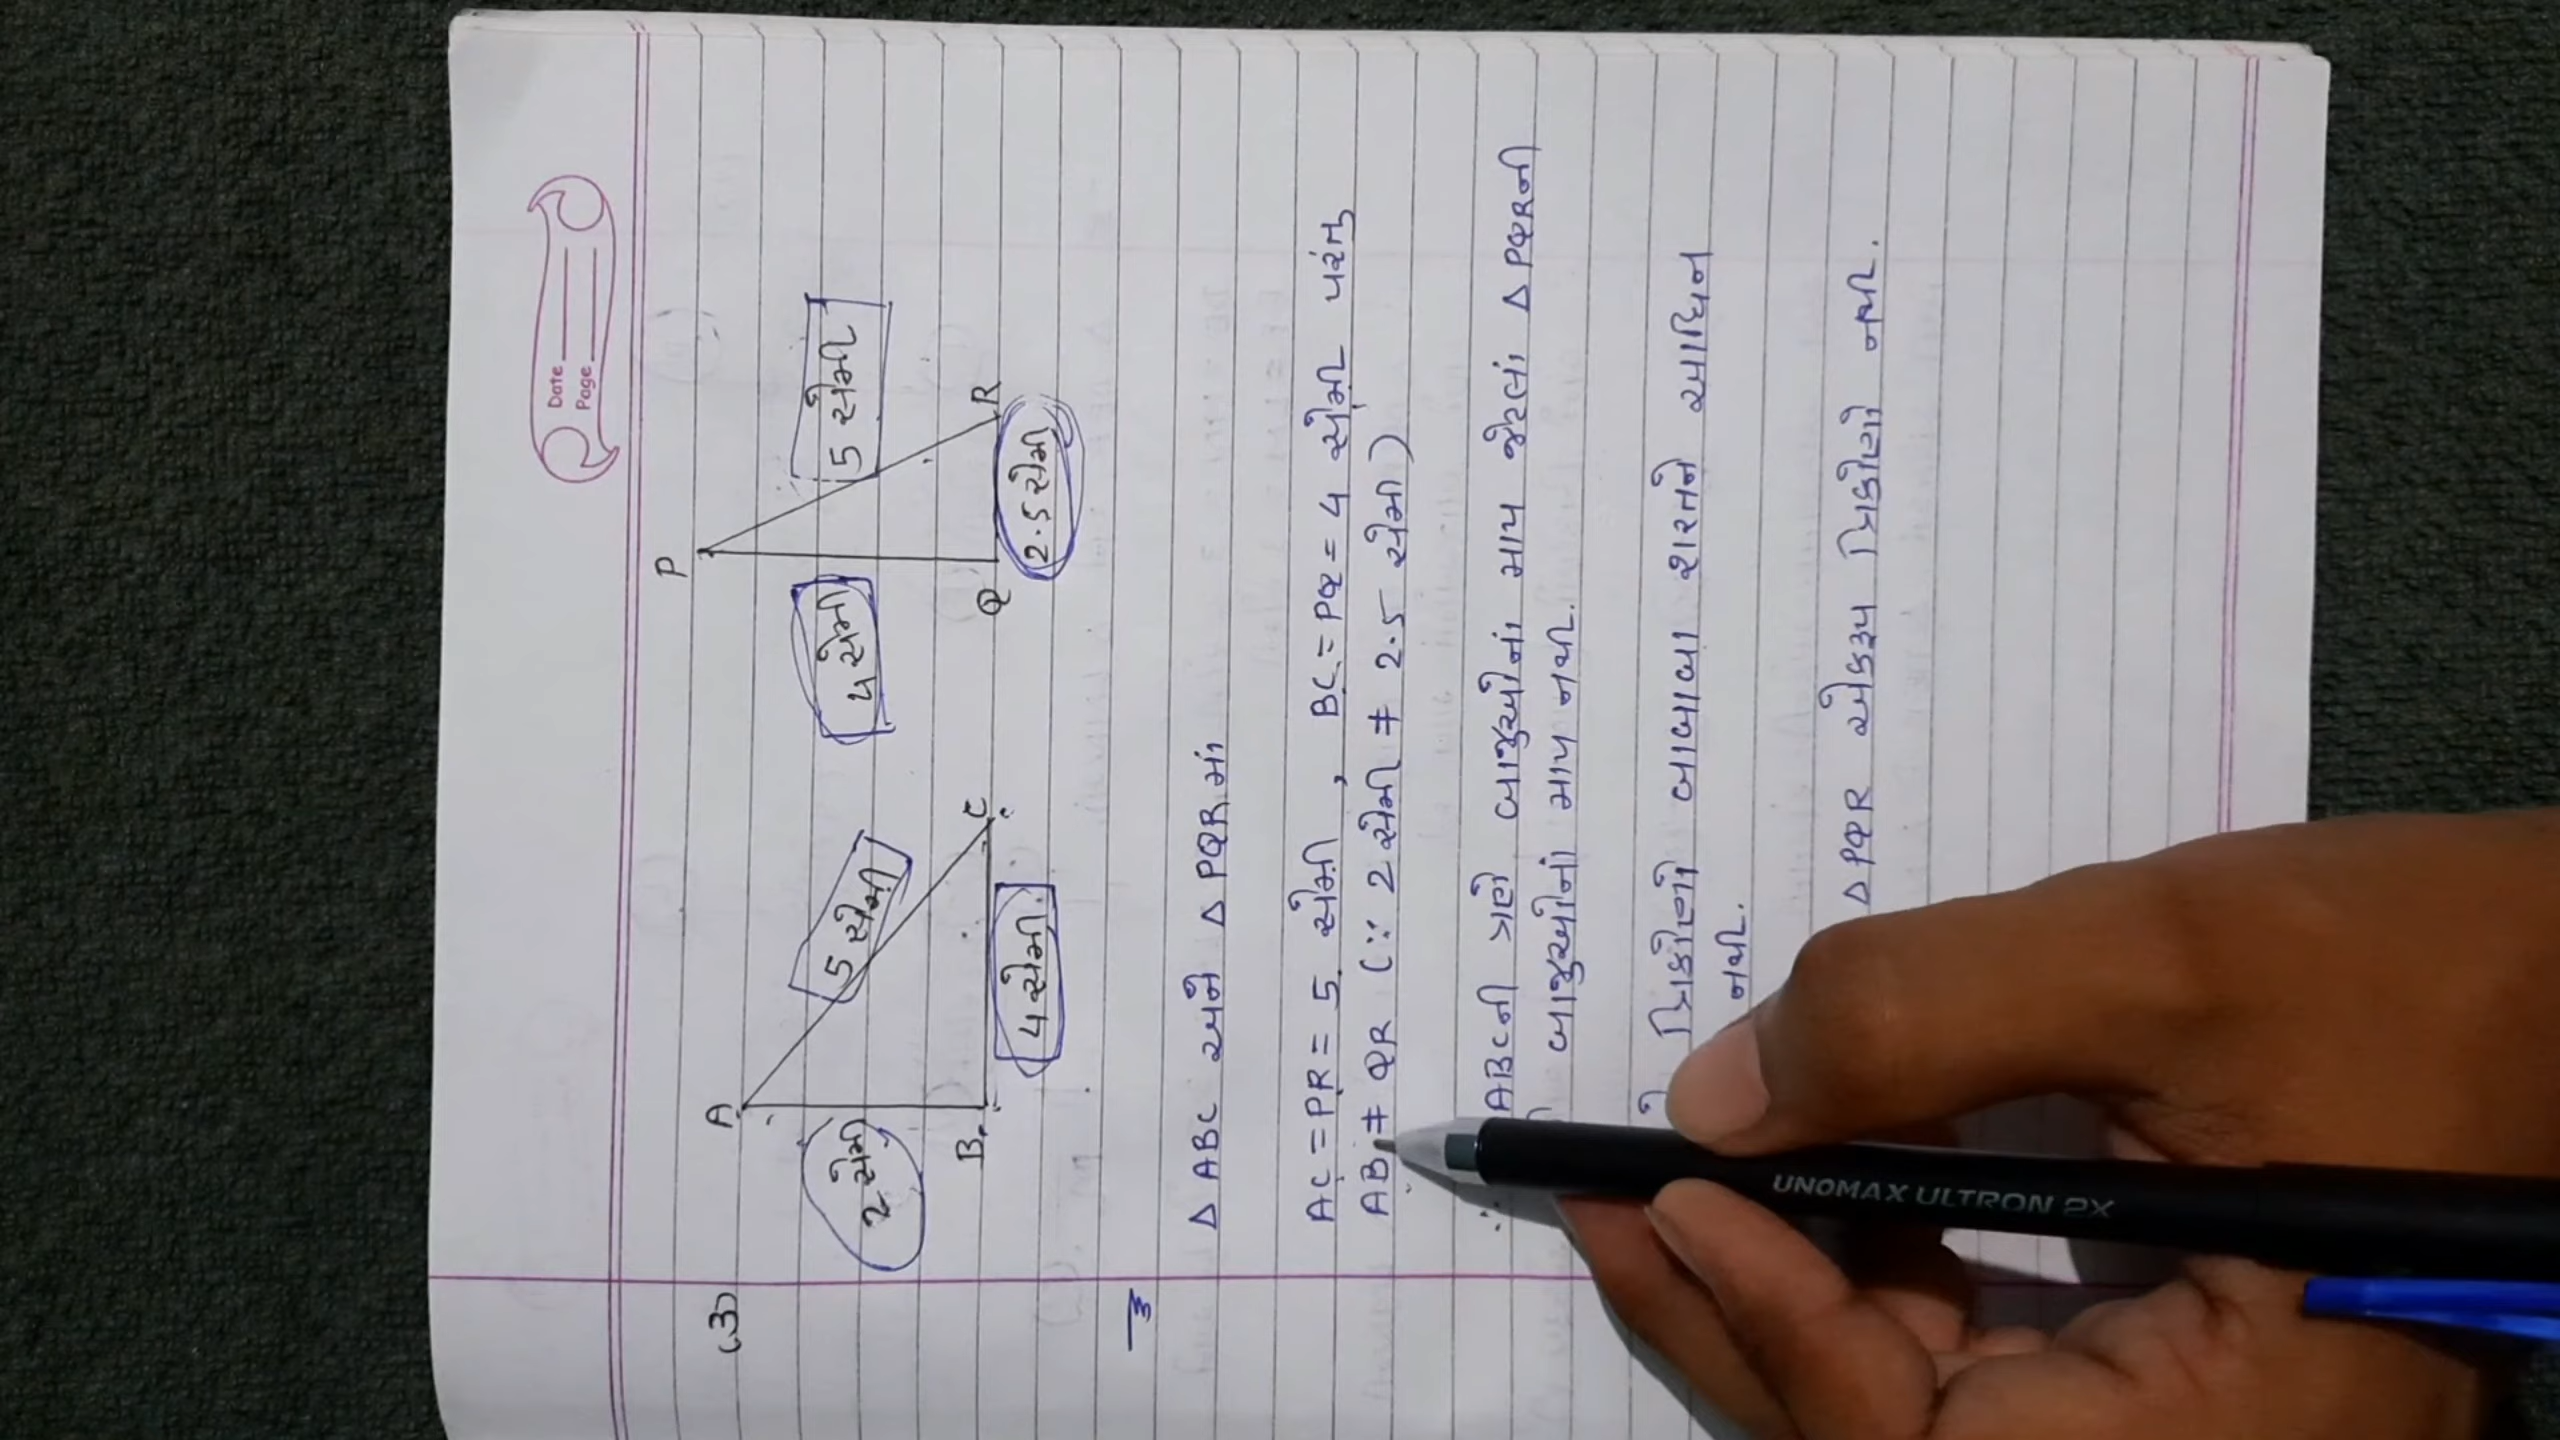 Date
Page
(3)
A
2 સેમી
5 સેમી
B
C
4 સેમી
P
4 સેમી
5 સેમી
Q
R
2.5 સેમી
→
Δ ABC અને Δ PQR માં
AC = PR = 5 સેમી , BC = PQ = 4 સેમી પરંતુ
AB ≠ QR (∵ 2 સેમી ≠ 2.5 સેમી)
∴ ABCની ત્રણે બાજુઓનાં માપ જેટલાં Δ PQRની
બાજુઓનાં માપ નથી.
ત્રિકોણો બાબાબા શરતને આધિન
નથી.
Δ PQR એકરૂપ ત્રિકોણો નથી.
UNOMAX ULTRON 2X